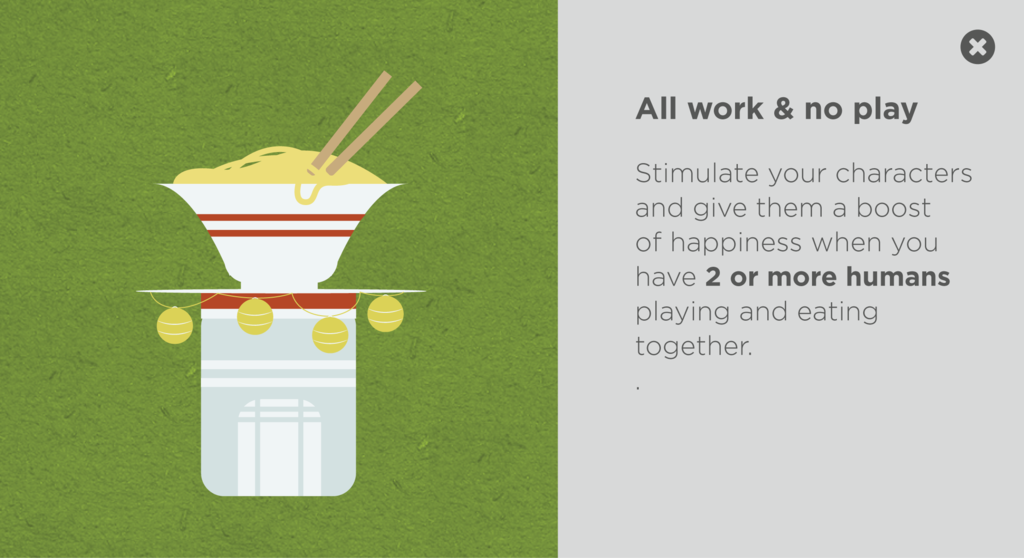 All work & no play
Stimulate your characters
and give them a boost
of happiness when you
have 2 or more humans
playing and eating
together.
.